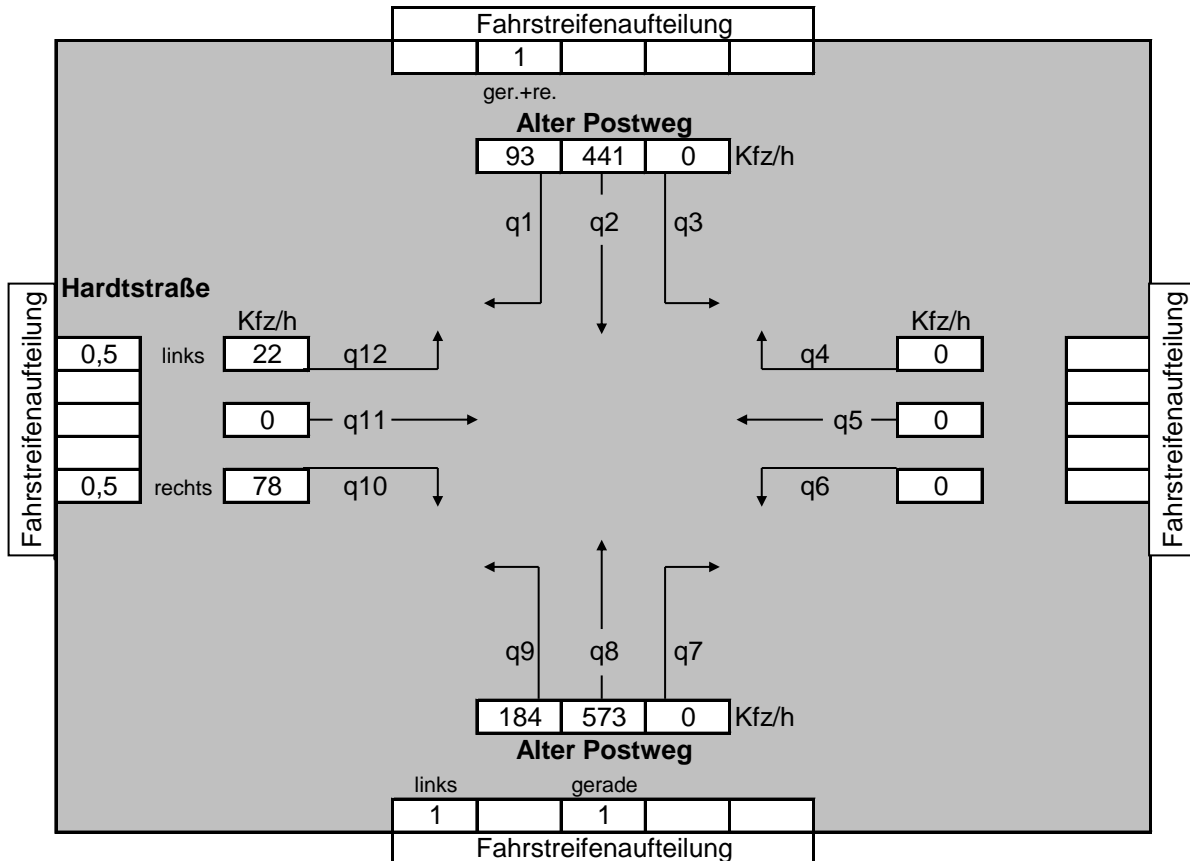 Fahrstreifenaufteilung
1
ger.+re.
Alter Postweg
93 441 0 Kfz/h
q1 q2 q3
Hardtstraße
Fahrstreifenaufteilung
Fahrstreifenaufteilung
Kfz/h Kfz/h
0,5 links 22 q12 q4 0
0 q11 q5 0
0,5 rechts 78 q10 q6 0
q9 q8 q7
184 573 0 Kfz/h
Alter Postweg
links gerade
1 1
Fahrstreifenaufteilung